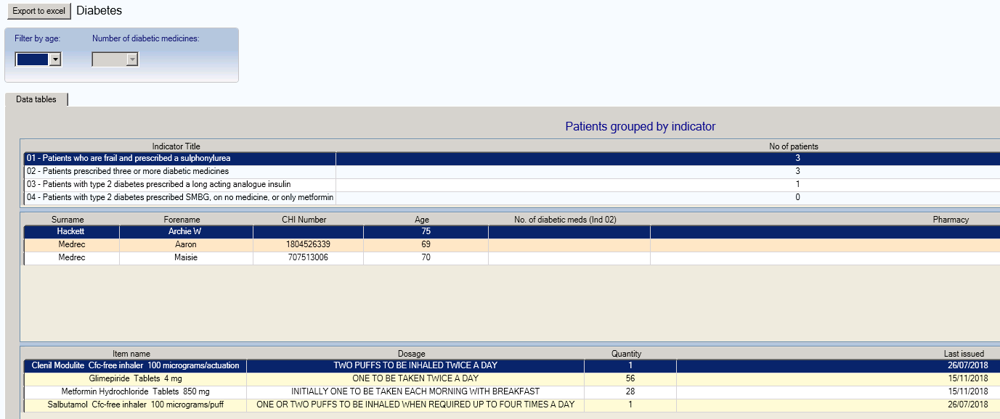 Export to excel Diabetes
Filter by age: Number of diabetic medicines:
Data tables
Patients grouped by indicator
Indicator Title No of patients
01 - Patients who are frail and prescribed a sulphonylurea 3
02 - Patients prescribed three or more diabetic medicines 3
03 - Patients with type 2 diabetes prescribed a long acting analogue insulin 1
04 - Patients with type 2 diabetes prescribed SMBG, on no medicine, or only metformin 0
Surname Forename CHI Number Age No. of diabetic meds (Ind 02) Pharmacy
Hackett Archie W 75
Medrec Aaron 1804526339 69
Medrec Maisie 707513006 70
Item name Dosage Quantity Last issued
Clenil Modulite Cfc-free inhaler 100 micrograms/actuation TWO PUFFS TO BE INHALED TWICE A DAY 1 26/07/2018
Glimepiride Tablets 4 mg ONE TO BE TAKEN TWICE A DAY 56 15/11/2018
Metformin Hydrochloride Tablets 850 mg INITIALLY ONE TO BE TAKEN EACH MORNING WITH BREAKFAST 28 15/11/2018
Salbutamol Cfc-free inhaler 100 micrograms/puff ONE OR TWO PUFFS TO BE INHALED WHEN REQUIRED UP TO FOUR TIMES A DAY 1 26/07/2018